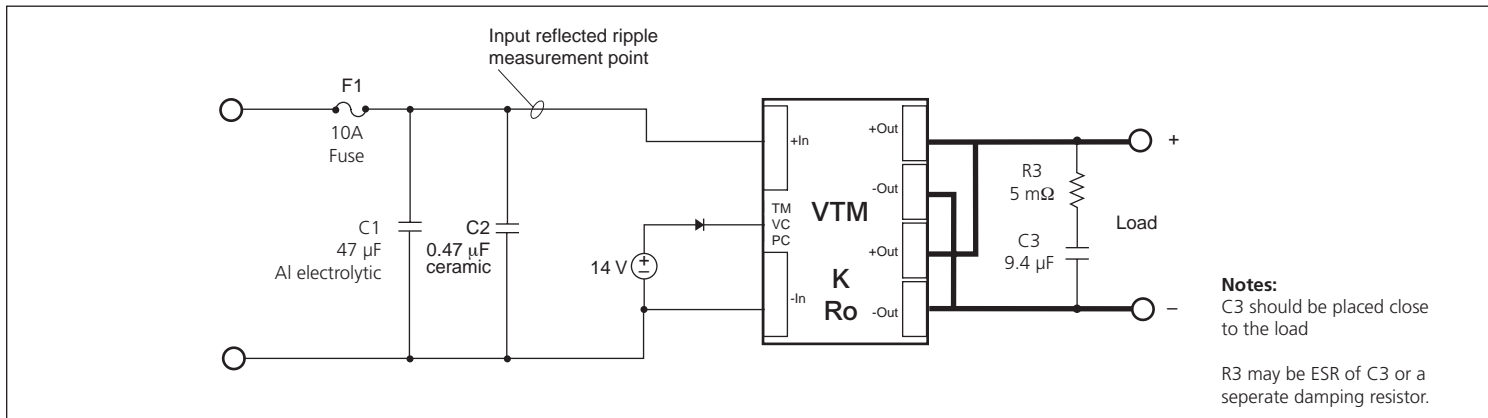 Input reflected ripple
measurement point
F1
10A
Fuse
C1
47 µF
Al electrolytic
C2
0.47 µF
ceramic
14 V
+In
TM
VC
PC
-In
VTM
K
Ro
+Out
-Out
+Out
-Out
R3
5 mΩ
C3
9.4 µF
+
Load
–
Notes:
C3 should be placed close
to the load
R3 may be ESR of C3 or a
seperate damping resistor.